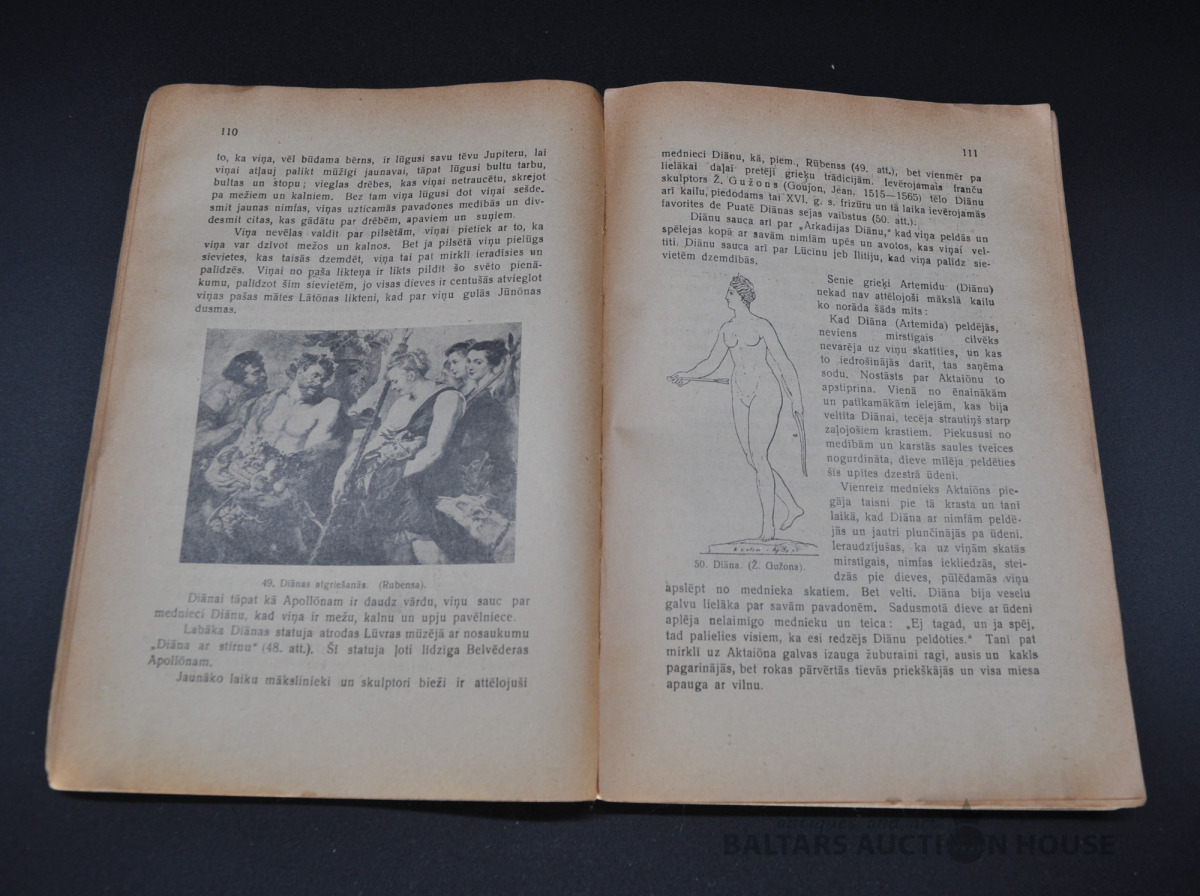 110
to, ka viņa, vēl būdama bērns, ir lūgusi savu tēvu Jupiteru, lai
viņai atļauj palikt mūžīgi jaunavai, tāpat lūgusi bultu tarbu,
bultas un stopu; vieglas drēbes, kas viņai netraucētu, skrejot
pa mežiem un kalniem. Bez tam viņa lūgusi dot viņai sešde-
smit jaunas nimfas, viņas uzticamās pavadones medībās un div-
desmit citas, kas gādātu par drēbēm, apaviem un suņiem.
Viņa nevēlas valdīt par pilsētām, viņai pietiek ar to, ka
viņa var dzīvot mežos un kalnos. Bet ja pilsētā viņu pielūgs
sievietes, kas taisās dzemdēt, viņa tai pat mirklī ieradīsies un
palīdzēs. Viņai no paša likteņa ir likts pildīt šo svēto pienā-
kumu, palīdzot šim sievietēm, jo visas dieves ir centušās atvieglot
viņas pašas mātes Lātōnas likteni, kad par viņu gulās Jūnōnas
dusmas.
49. Diānas atgriešanās. (Rubensa).
Diānai tāpat kā Apollōnam ir daudz vārdu, viņu sauc par
mednieci Diānu, kad viņa ir mežu, kalnu un upju pavēlniece.
Labāka Diānas statuja atrodas Lūvras mūzējā ar nosaukumu
„Diāna ar stirnu“ (48. att.). Šī statuja ļoti līdzīga Belvēderas
Apollōnam.
Jaunāko laiku mākslinieki un skulptori bieži ir attēlojuši
111
mednieci Diānu, kā, piem., Rūbenss (49. att.), bet vienmēr pa
lielākai daļai pretēji grieķu trādicijām. Ievērojamais franču
skulptors Ž. Gužons (Goujon, Jean, 1515—1565) tēlo Diānu
arī kailu, piedodams tai XVI. g. s. frizūru un tā laika ievērojamās
favorites de Puatē Diānas sejas vaibstus (50. att.).
Diānu sauca arī par „Arkadijas Diānu,“ kad viņa peldās un
spēlejas kopā ar savām nimfām upēs un avotos, kas viņai vel-
tīti. Diānu sauca arī par Lūcinu jeb Ilitiju, kad viņa palīdz sie-
vietēm dzemdībās.
Senie grieķi Artemidu (Diānu)
nekad nav attēlojoši mākslā kailu
ko norāda šāds mits:
Kad Diāna (Artemida) peldējās,
neviens mirstīgais cilvēks
nevarēja uz viņu skatīties, un kas
to iedrošinājās darīt, tas saņēma
sodu. Nostāsts par Aktaiōnu to
apstiprina. Vienā no ēnainākām
un patīkamākām ielejām, kas bija
veltīta Diānai, tecēja strautiņš starp
zaļojošiem krastiem. Piekususi no
medībām un karstās saules tveices
nogurdināta, dieve mīlēja peldēties
šīs upītes dzestrā ūdenī.
Vienreiz mednieks Aktaiōns pie-
gāja taisni pie tā krasta un tanī
laikā, kad Diāna ar nimfām peldē-
jās un jautri plunčinājās pa ūdeni.
Ieraudzījušas, ka uz viņām skatās
mirstīgais, nimfas iekliedzās, stei-
dzās pie dieves, pūlēdamās viņu
50. Diāna. (Ž. Gužona).
apslēpt no mednieka skatiem. Bet velti. Diāna bija veselu
galvu lielāka par savām pavadonēm. Sadusmotā dieve ar ūdeni
aplēja nelaimīgo mednieku un teica: „Ej tagad, un ja spēj,
tad palielies visiem, ka esi redzējs Diānu peldoties.“ Tanī pat
mirklī uz Aktaiōna galvas izauga žuburaini ragi, ausis un kakls
pagarinājās, bet rokas pārvērtās tievās priekškājās un visa miesa
apauga ar vilnu.
BALTARS AUCTION HOUSE